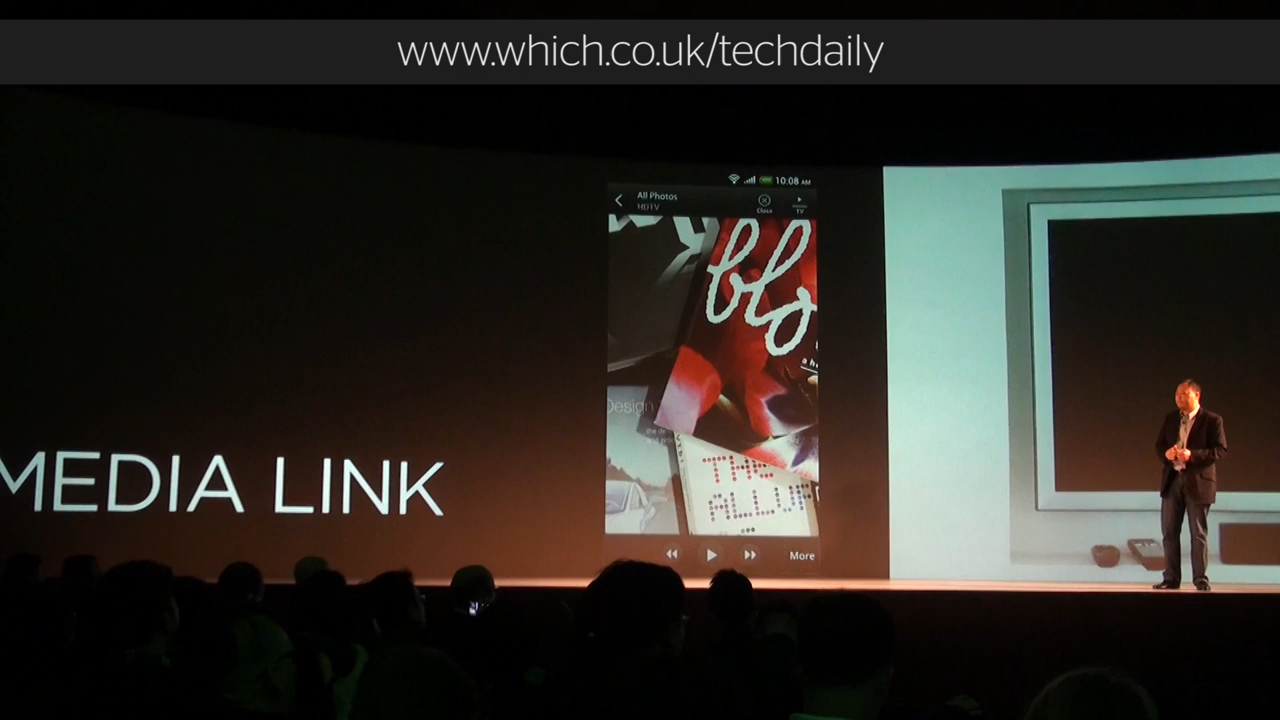 www.which.co.uk/techdaily
10:08 AM
All Photos
HDTV
Close
TV
blo
Design
THE
MEDIA LINK
More